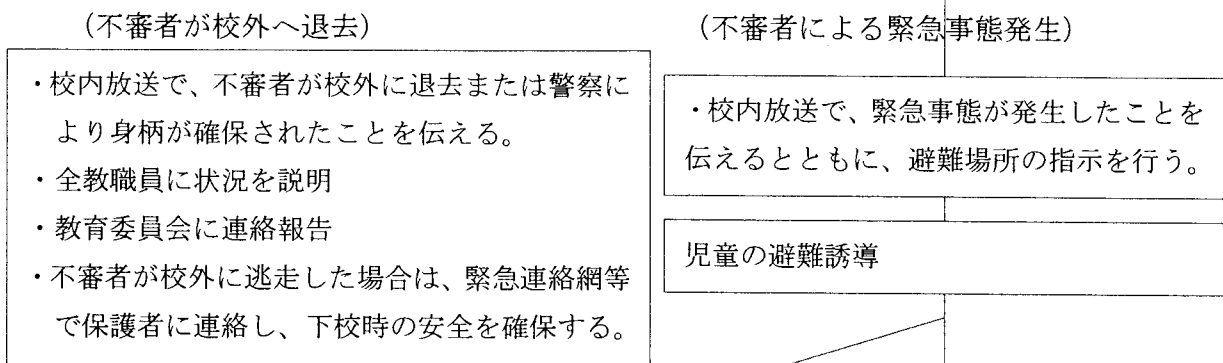 (不審者が校外へ退去)
・校内放送で、不審者が校外に退去または警察に
より身柄が確保されたことを伝える。
・全教職員に状況を説明
・教育委員会に連絡報告
・不審者が校外に逃走した場合は、緊急連絡網等
で保護者に連絡し、下校時の安全を確保する。
(不審者による緊急事態発生)
・校内放送で、緊急事態が発生したことを
伝えるとともに、避難場所の指示を行う。
児童の避難誘導